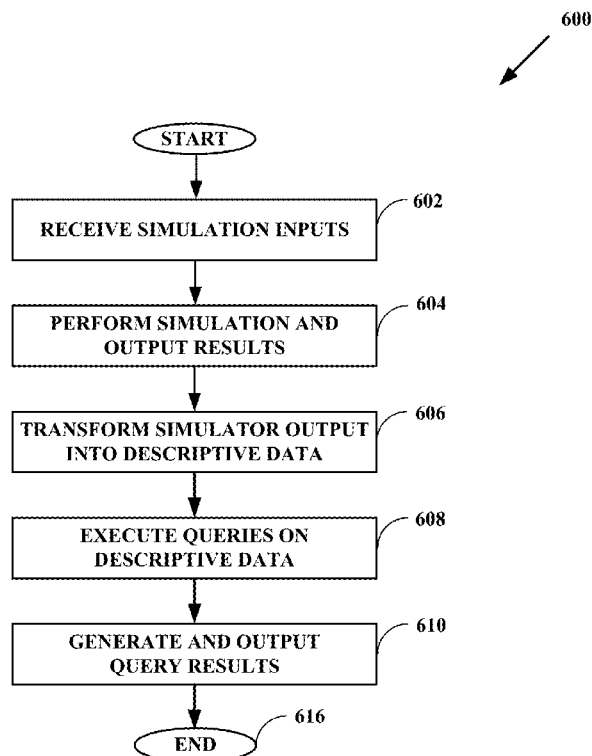 600
START
RECEIVE SIMULATION INPUTS
602
PERFORM SIMULATION AND
OUTPUT RESULTS
604
TRANSFORM SIMULATOR OUTPUT
INTO DESCRIPTIVE DATA
606
EXECUTE QUERIES ON
DESCRIPTIVE DATA
608
GENERATE AND OUTPUT
QUERY RESULTS
610
END
616